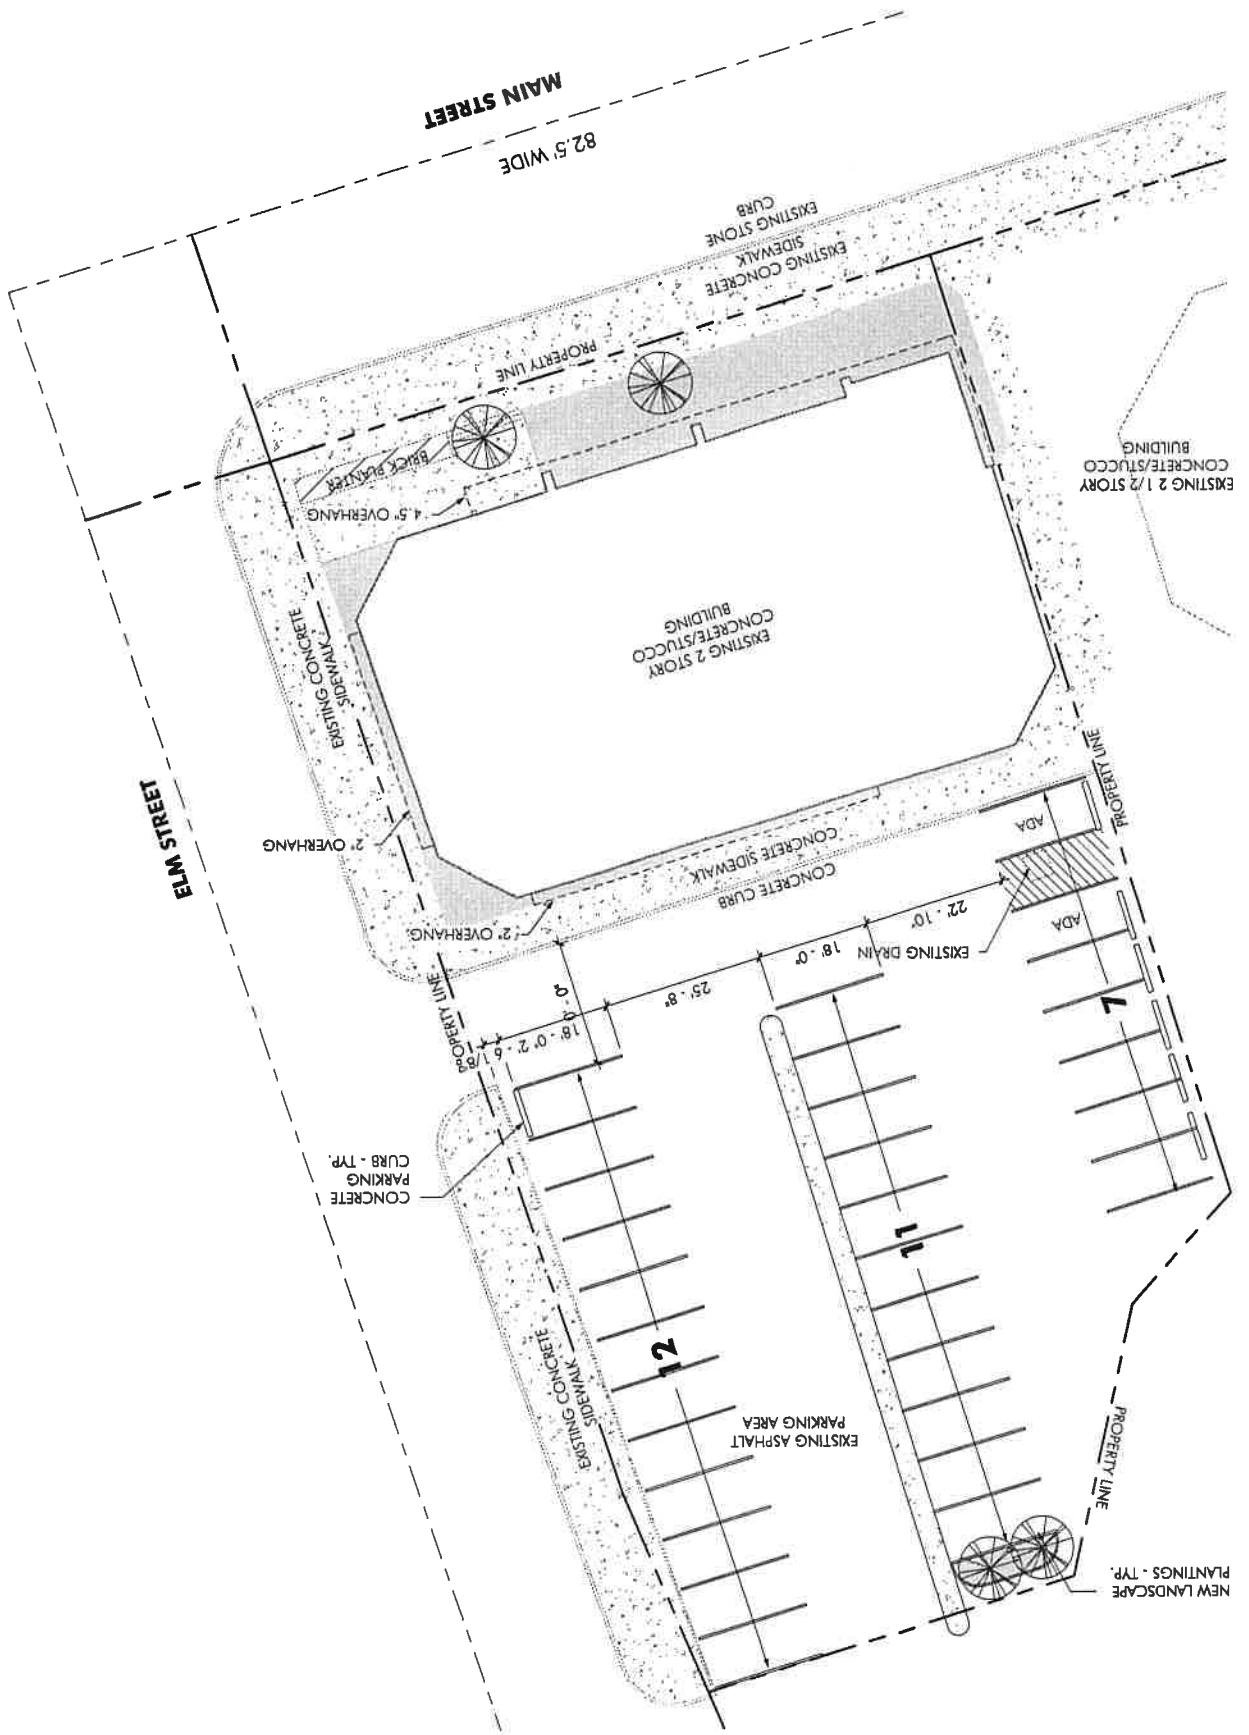 NEW LANDSCAPE
PLANTINGS - TYP.
PROPERTY LINE
EXISTING ASPHALT
PARKING AREA
EXISTING CONCRETE
SIDEWALK
12
11
7
CONCRETE
PARKING
CURB - TYP.
18' - 0"
2' - 6 1/8"
PROPERTY LINE
25' - 8"
18' - 0"
22' - 10"
EXISTING DRAIN
ADA
ADA
PROPERTY LINE
2" OVERHANG
CONCRETE CURB
CONCRETE SIDEWALK
2" OVERHANG
ELM STREET
EXISTING CONCRETE
SIDEWALK
EXISTING 2 STORY
CONCRETE/STUCCO
BUILDING
EXISTING 2 1/2 STORY
CONCRETE/STUCCO
BUILDING
4.5" OVERHANG
BRICK PLANTER
PROPERTY LINE
EXISTING CONCRETE
SIDEWALK
EXISTING STONE
CURB
82.5' WIDE
MAIN STREET